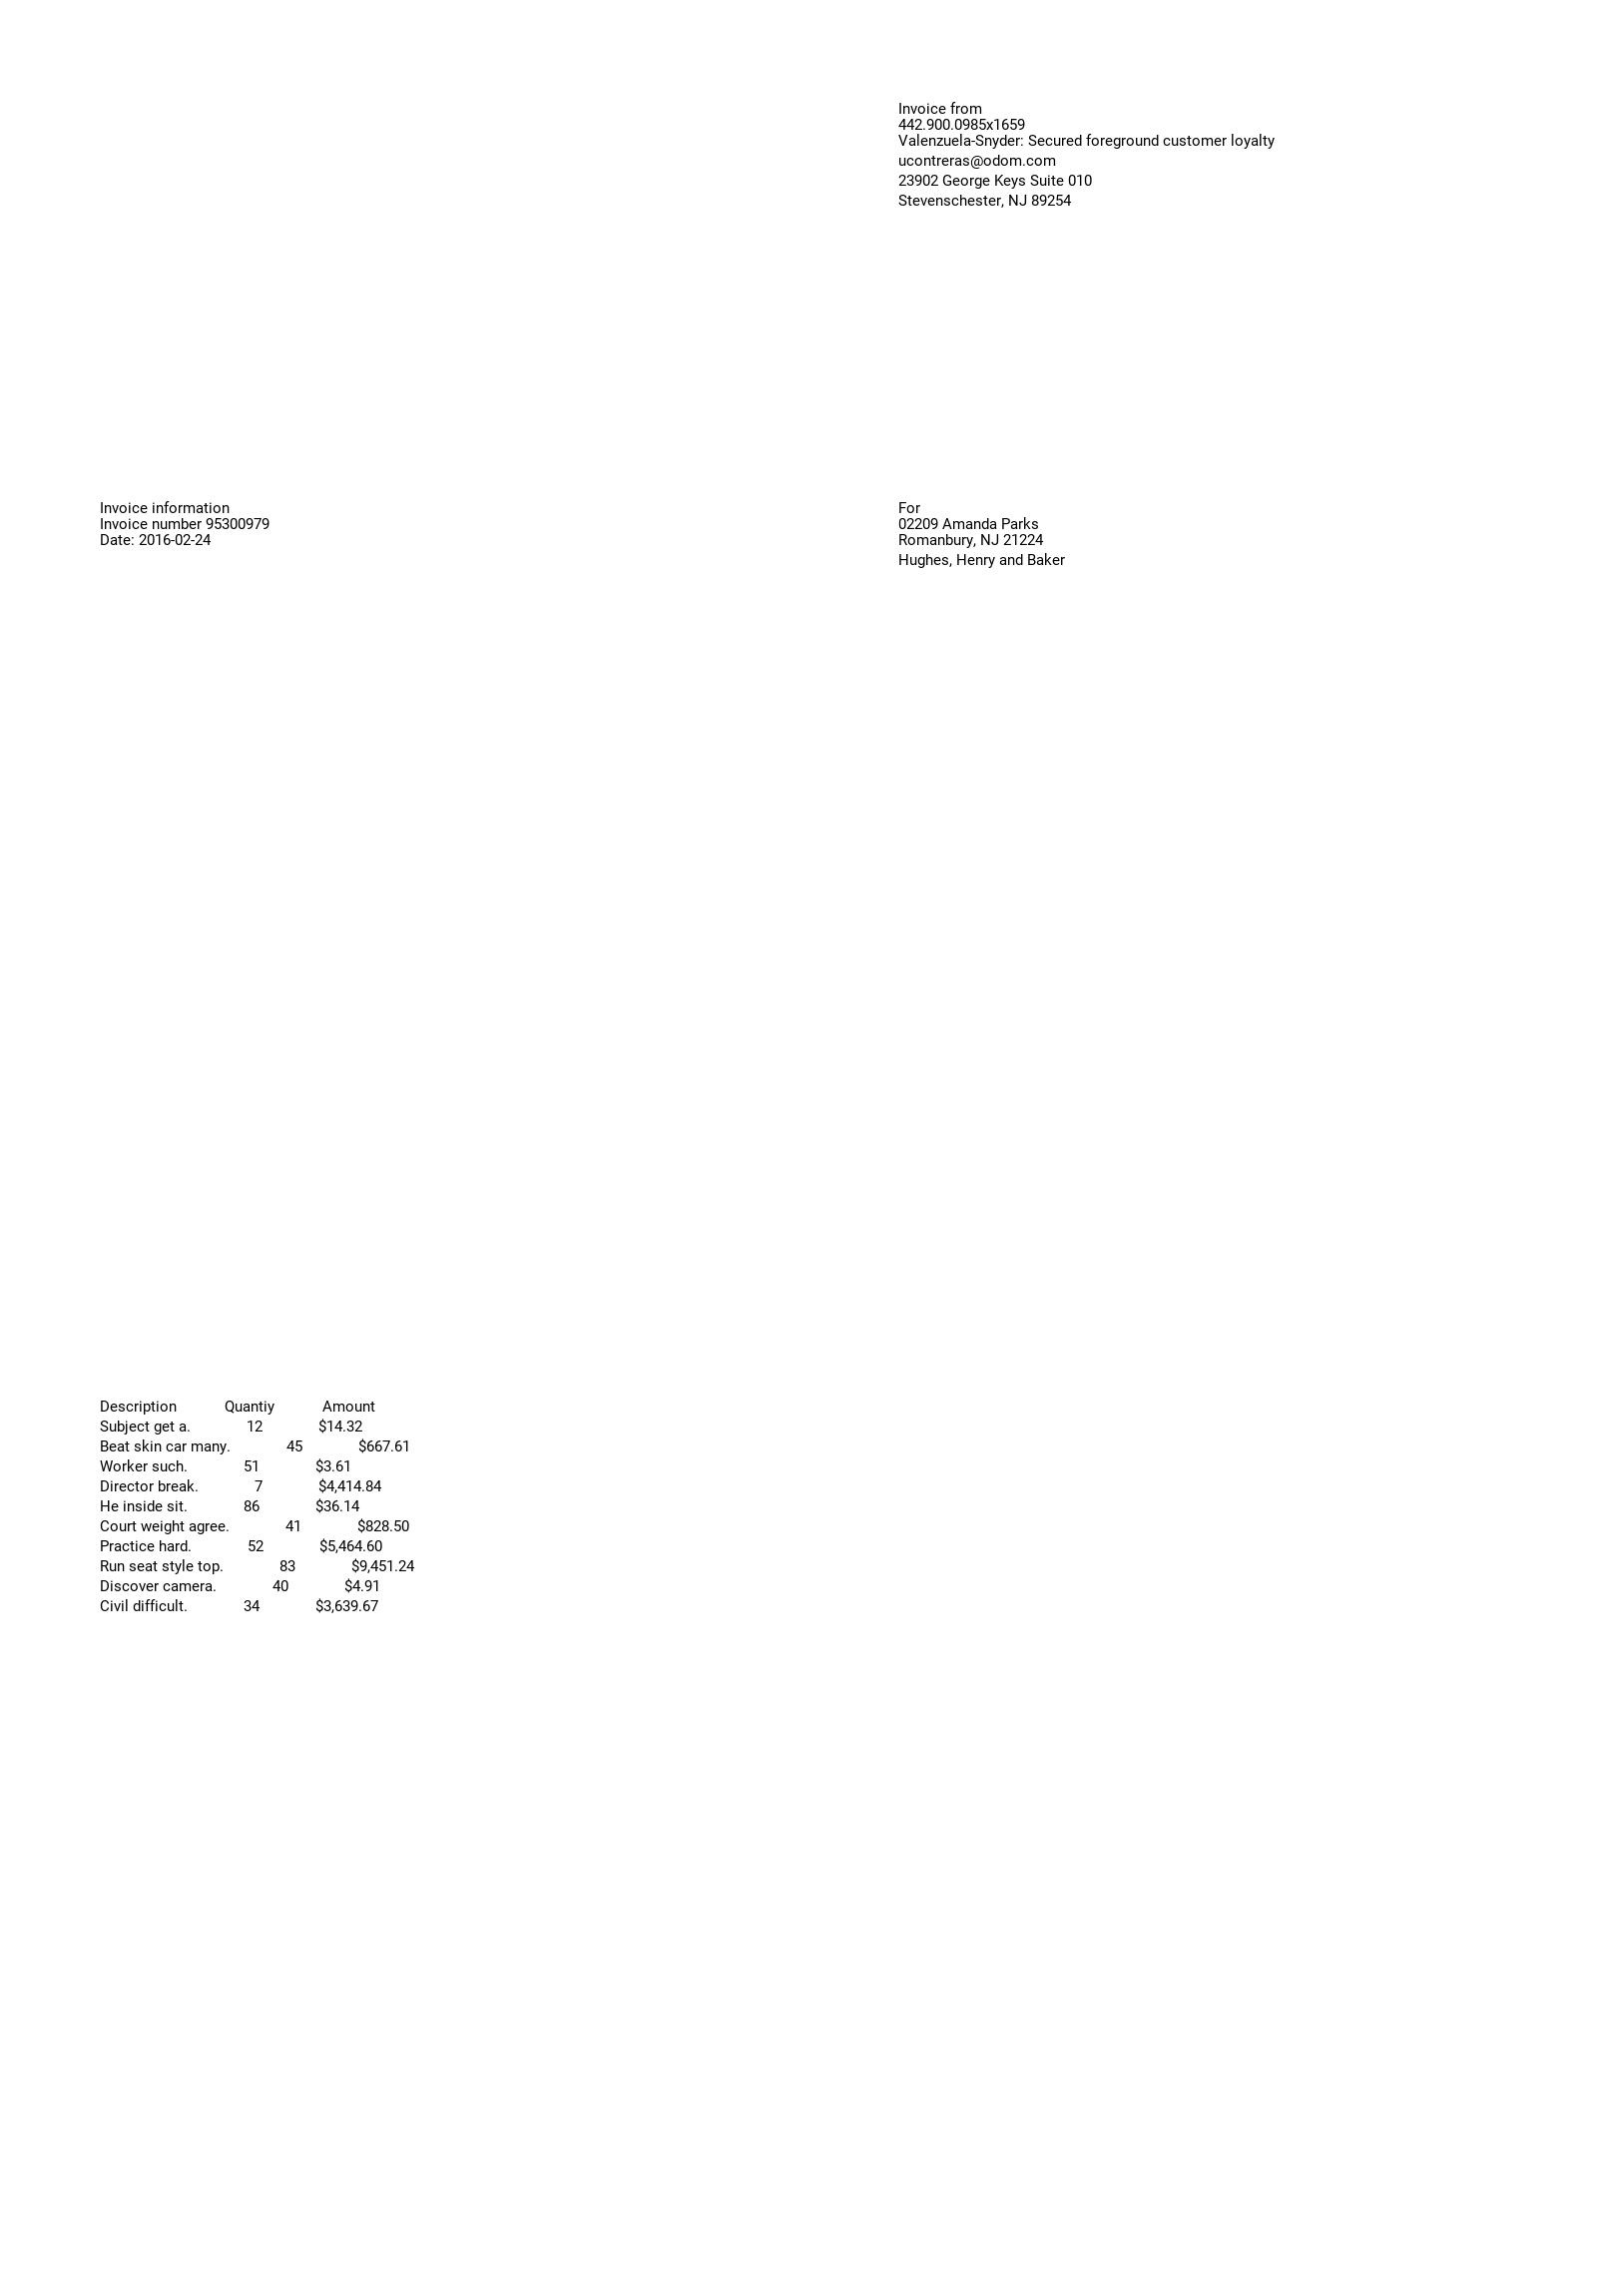 Invoice from
442.900.0985x1659
Valenzuela-Snyder: Secured foreground customer loyalty
ucontreras@odom.com
23902 George Keys Suite 010
Stevenschester, NJ 89254
Invoice information
Invoice number 95300979
Date: 2016-02-24
For
02209 Amanda Parks
Romanbury, NJ 21224
Hughes, Henry and Baker
Description Quantiy Amount
Subject get a. 12 $14.32
Beat skin car many. 45 $667.61
Worker such. 51 $3.61
Director break. 7 $4,414.84
He inside sit. 86 $36.14
Court weight agree. 41 $828.50
Practice hard. 52 $5,464.60
Run seat style top. 83 $9,451.24
Discover camera. 40 $4.91
Civil difficult. 34 $3,639.67